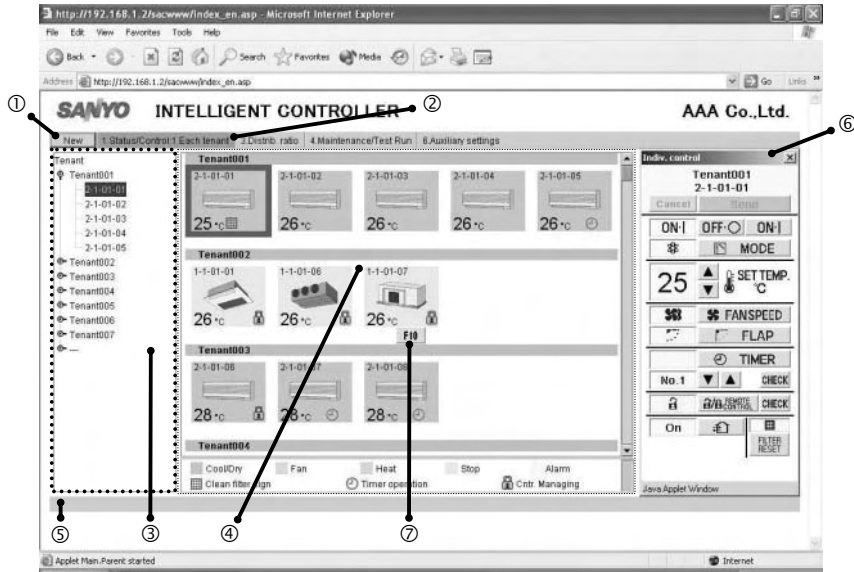 http://192.168.1.2/sacwww/index_en.asp - Microsoft Internet Explorer
File Edit View Favorites Tools Help
Back Search Favorites Media
Address http://192.168.1.2/sacwww/index_en.asp Go Links »
① ② ⑥
SANYO INTELLIGENT CONTROLLER AAA Co.,Ltd.
New 1.Status/Control 1 Each tenant 3.Distrib. ratio 4.Maintenance/Test Run 6.Auxiliary settings
Tenant
Tenant001
2-1-01-01
2-1-01-02
2-1-01-03
2-1-01-04
2-1-01-05
Tenant002
Tenant003
Tenant004
Tenant005
Tenant006
Tenant007
---
Tenant001
2-1-01-01 2-1-01-02 2-1-01-03 2-1-01-04 2-1-01-05
25 °C 26 °C 26 °C 26 °C 26 °C
Tenant002
1-1-01-01 1-1-01-06 1-1-01-07
26 °C 26 °C 26 °C
F10
Tenant003
2-1-01-06 2-1-01-07 2-1-01-08
28 °C 28 °C 28 °C
Tenant004
Cool/Dry Fan Heat Stop Alarm
Clean filter sign Timer operation Cntr. Managing
Indiv. control X
Tenant001
2-1-01-01
Cancel Send
ON·| OFF·○ ON·|
MODE
25 ▲ ▼ SET TEMP. °C
FANSPEED
FLAP
TIMER
No.1 ▼ ▲ CHECK
REMOTE CONTROL CHECK
On FILTER RESET
Java Applet Window
⑤ ③ ④ ⑦
Applet Main.Parent started Internet